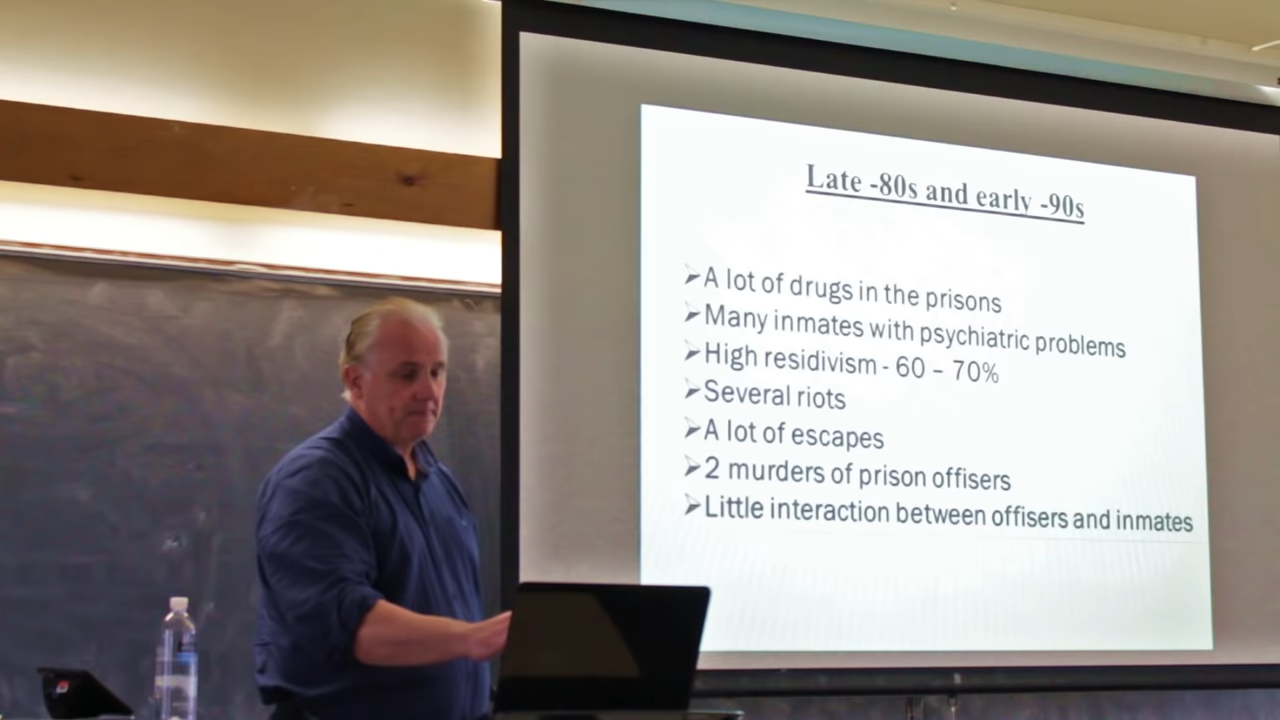 Late -80s and early -90s
➢A lot of drugs in the prisons
➢Many inmates with psychiatric problems
➢High residivism - 60 – 70%
➢Several riots
➢A lot of escapes
➢2 murders of prison offisers
➢Little interaction between offisers and inmates